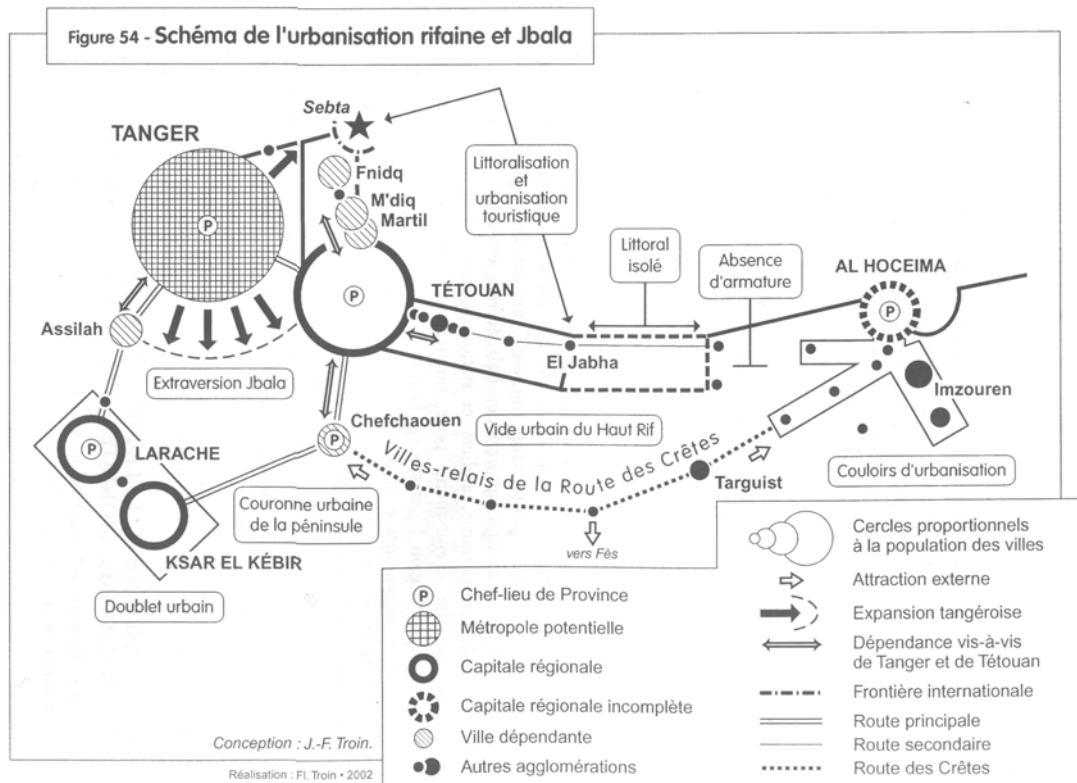 Figure 54 - Schéma de l'urbanisation rifaine et Jbala
Sebta
TANGER
Fnidq
M'diq
Martil
Littoralisation
et
urbanisation
touristique
P
P
TÉTOUAN
Littoral
isolé
Absence
d'armature
AL HOCEIMA
P
Assilah
El Jabha
Extraversion Jbala
Imzouren
P
LARACHE
P
Chefchaouen
Vide urbain du Haut Rif
Villes-relais de la Route des Crêtes
Targuist
Couloirs d'urbanisation
Couronne urbaine
de la péninsule
KSAR EL KÉBIR
vers Fès
Doublet urbain
P
Chef-lieu de Province
Métropole potentielle
Capitale régionale
Capitale régionale incomplète
Ville dépendante
Autres agglomérations
Cercles proportionnels
à la population des villes
Attraction externe
Expansion tangéroise
Dépendance vis-à-vis
de Tanger et de Tétouan
Frontière internationale
Route principale
Route secondaire
Route des Crêtes
Conception : J.-F. Troin.
Réalisation : Fl. Troin • 2002